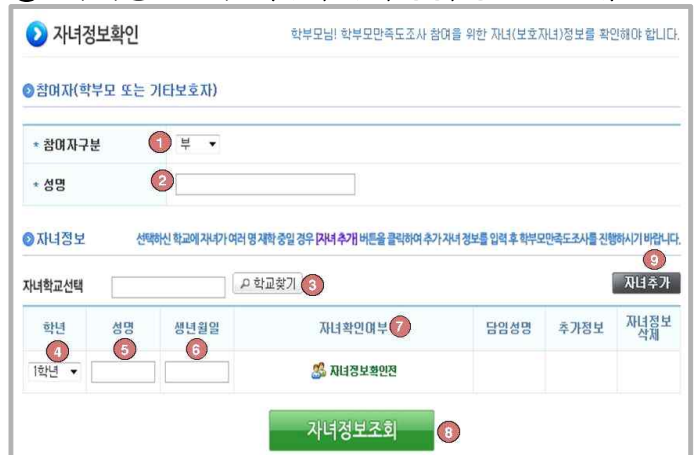 자녀정보확인
학부모님! 학부모만족도조사 참여을 위한 자녀(보호자녀)정보를 확인해야 합니다.
참여자(학부모 또는 기타보호자)
* 참여자구분 1 부
* 성명 2
자녀정보 선택하신 학교에 자녀가 여러 명 재학 중일 경우 [자녀 추가] 버튼을 클릭하여 추가 자녀 정보를 입력 후 학부모만족도조사를 진행하시기 바랍니다.
9
자녀학교선택 학교찾기 3 자녀추가
학년 성명 생년월일 자녀확인여부 7 담임성명 추가정보 자녀정보
삭제
4 5 6
1학년 자녀정보확인전
자녀정보조회 8